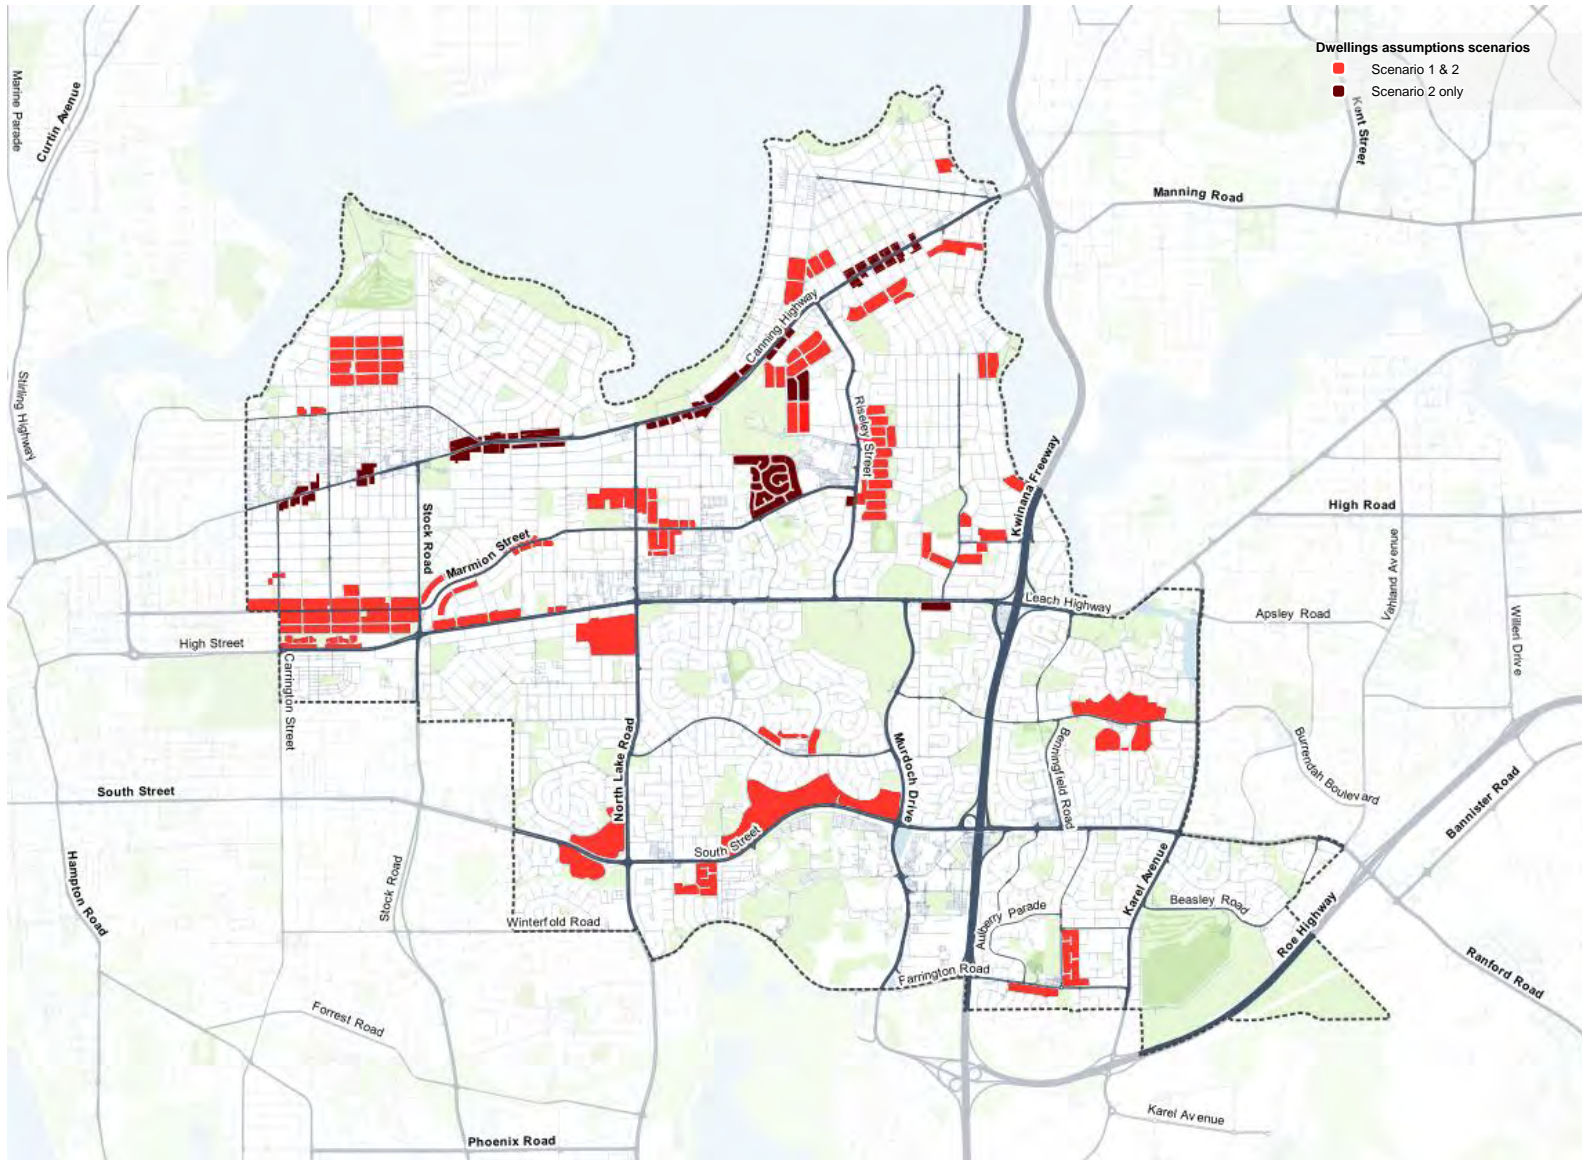 Dwellings assumptions scenarios
Scenario 1 & 2
Scenario 2 only
Marine Parade
Curtin Avenue
Kent Street
Manning Road
Canning Highway
Stirling Highway
Riseley Street
Kwinana Freeway
High Road
Stock Road
Marmion Street
Vahland Avenue
Leach Highway
Apsley Road
Willeri Drive
High Street
Carrington Street
North Lake Road
Murdoch Drive
Benningfield Road
Burrendah Boulevard
South Street
Bannister Road
South Street
Hampton Road
Stock Road
Karel Avenue
Beasley Road
Winterfold Road
Aulberry Parade
Roe Highway
Farrington Road
Ranford Road
Forrest Road
Karel Avenue
Phoenix Road